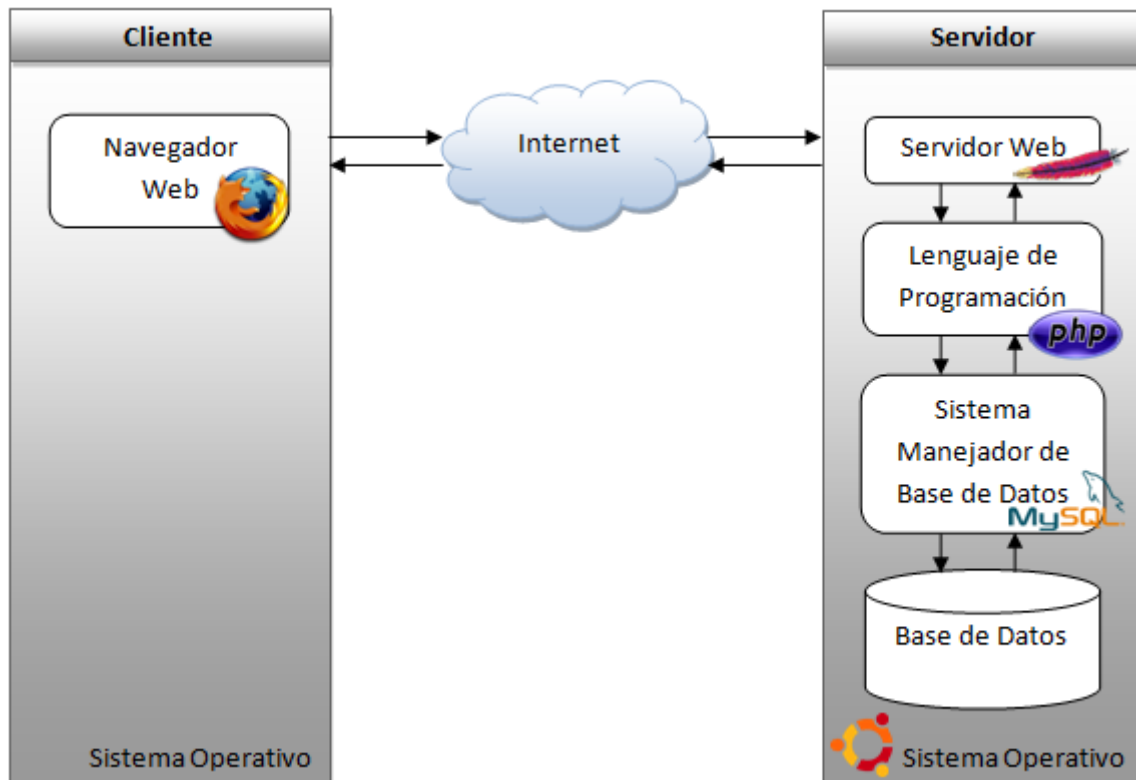 Cliente
Navegador
Web
Sistema Operativo
Internet
Servidor
Servidor Web
Lenguaje de
Programación
php
Sistema
Manejador de
Base de Datos
MySQL
Base de Datos
Sistema Operativo